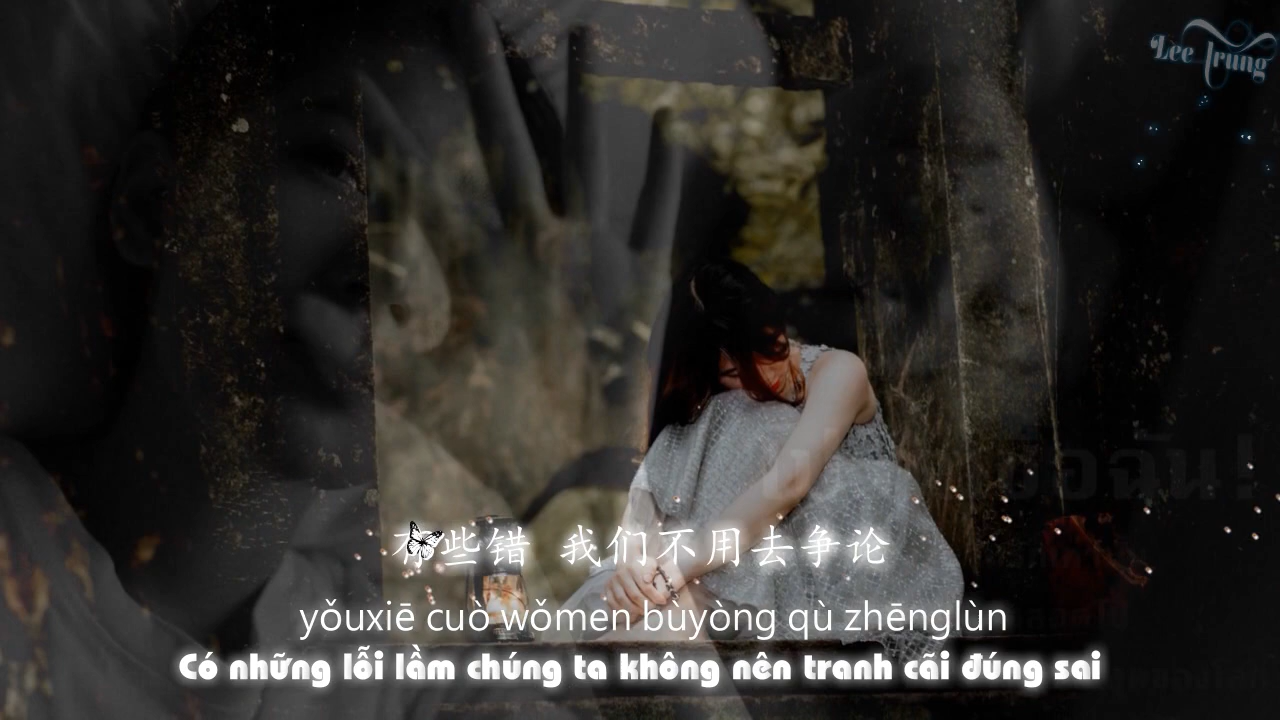 Lee Trung
有些错 我们不用去争论
yǒuxiē cuò wǒmen bùyòng qù zhēnglùn
Có những lỗi lầm chúng ta không nên tranh cãi đúng sai